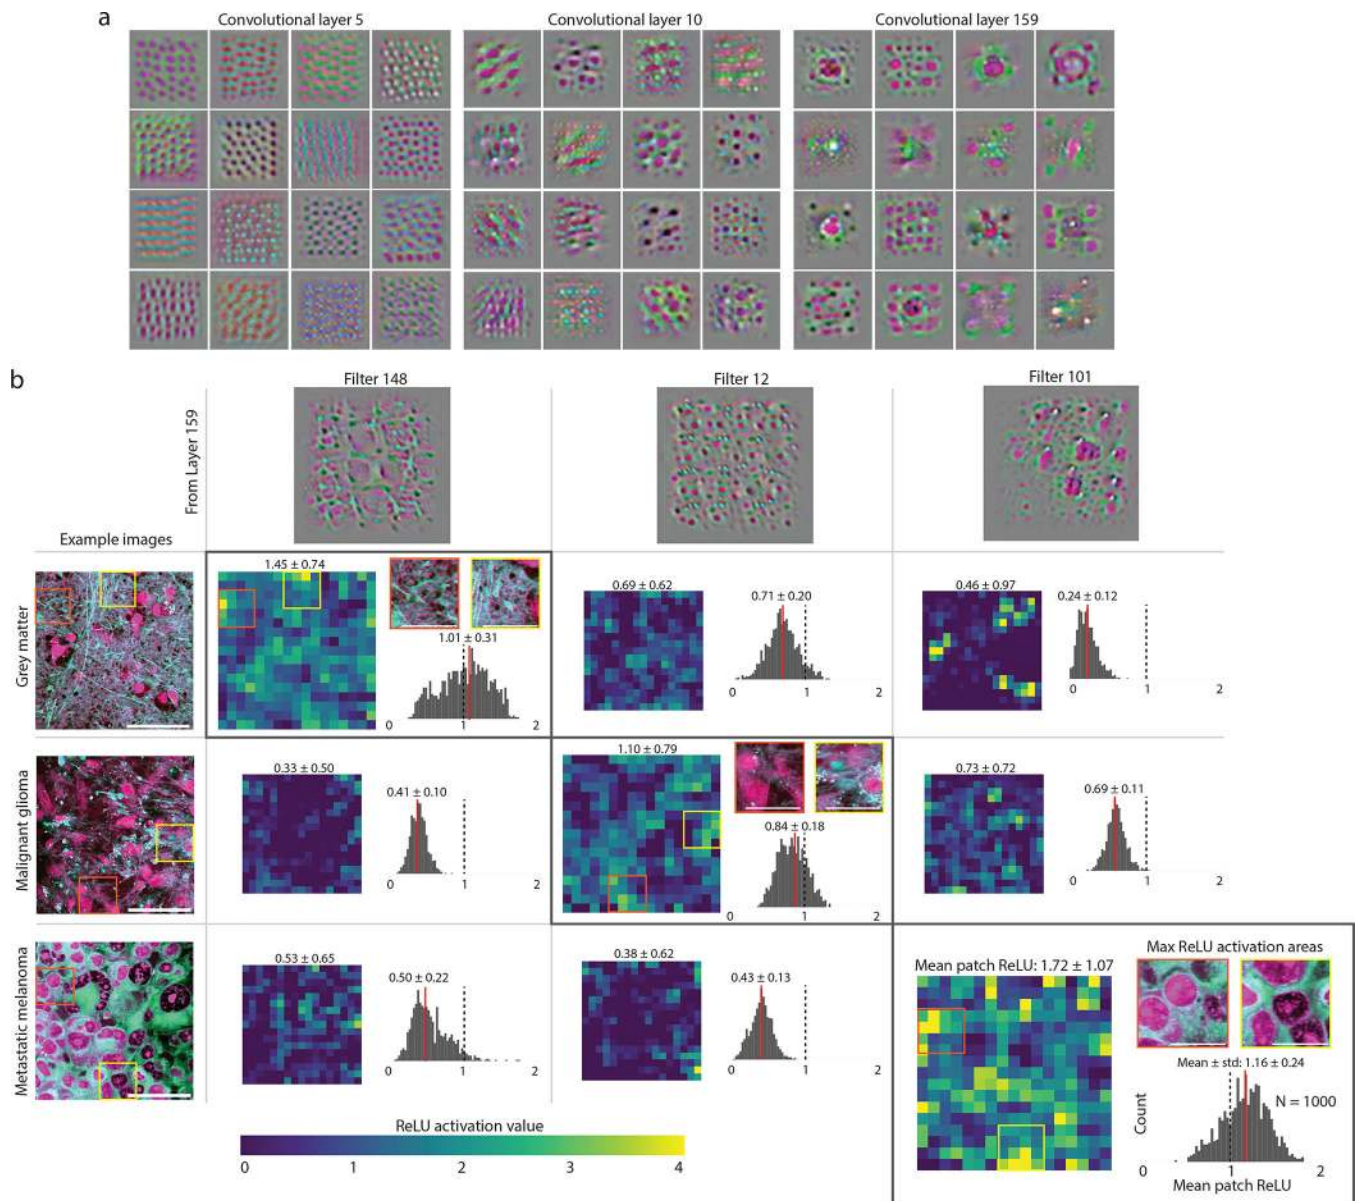 a
Convolutional layer 5
Convolutional layer 10
Convolutional layer 159
b
From Layer 159
Filter 148
Filter 12
Filter 101
Example images
Grey matter
1.45 ± 0.74
1.01 ± 0.31
0 1 2
0.69 ± 0.62
0.71 ± 0.20
0 1 2
0.46 ± 0.97
0.24 ± 0.12
0 1 2
Malignant glioma
0.33 ± 0.50
0.41 ± 0.10
0 1 2
1.10 ± 0.79
0.84 ± 0.18
0 1 2
0.73 ± 0.72
0.69 ± 0.11
0 1 2
Metastatic melanoma
0.53 ± 0.65
0.50 ± 0.22
0 1 2
0.38 ± 0.62
0.43 ± 0.13
0 1 2
Mean patch ReLU: 1.72 ± 1.07
Max ReLU activation areas
Mean ± std: 1.16 ± 0.24
N = 1000
Count
0 1 2
Mean patch ReLU
ReLU activation value
0 1 2 3 4